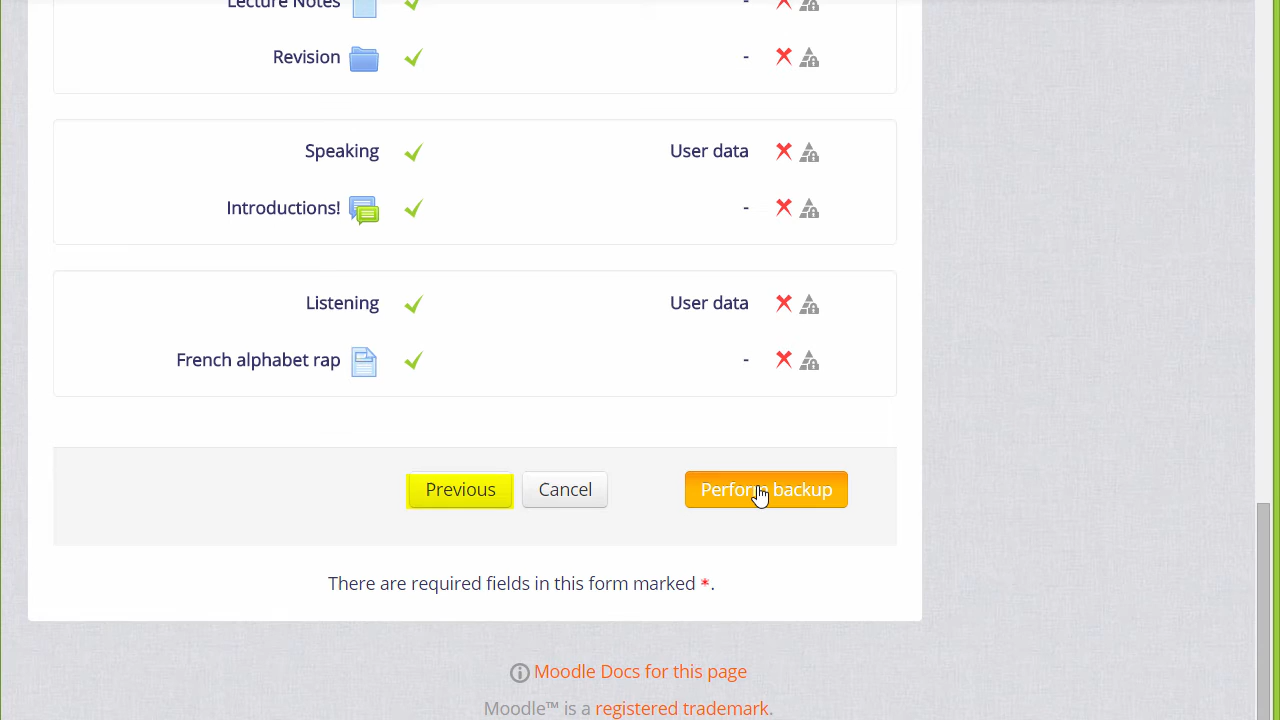 Lecture Notes -
Revision -
Speaking User data
Introductions! -
Listening User data
French alphabet rap -
Previous Cancel Perform backup
There are required fields in this form marked *.
Moodle Docs for this page
Moodle™ is a registered trademark.